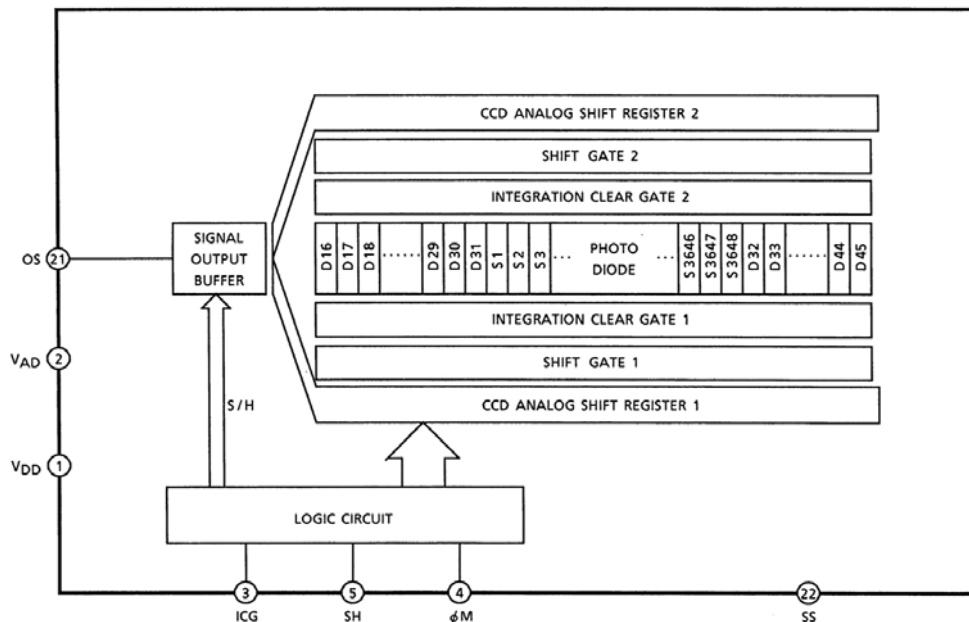 CCD ANALOG SHIFT REGISTER 2
SHIFT GATE 2
INTEGRATION CLEAR GATE 2
SIGNAL
OUTPUT
BUFFER
OS 21
D16 D17 D18 ...... D29 D30 D31 S1 S2 S3 ... PHOTO DIODE ... S3646 S3647 S3648 D32 D33 ...... D44 D45
INTEGRATION CLEAR GATE 1
VAD 2
SHIFT GATE 1
S/H
CCD ANALOG SHIFT REGISTER 1
VDD 1
LOGIC CIRCUIT
3 5 4 22
ICG SH φM SS